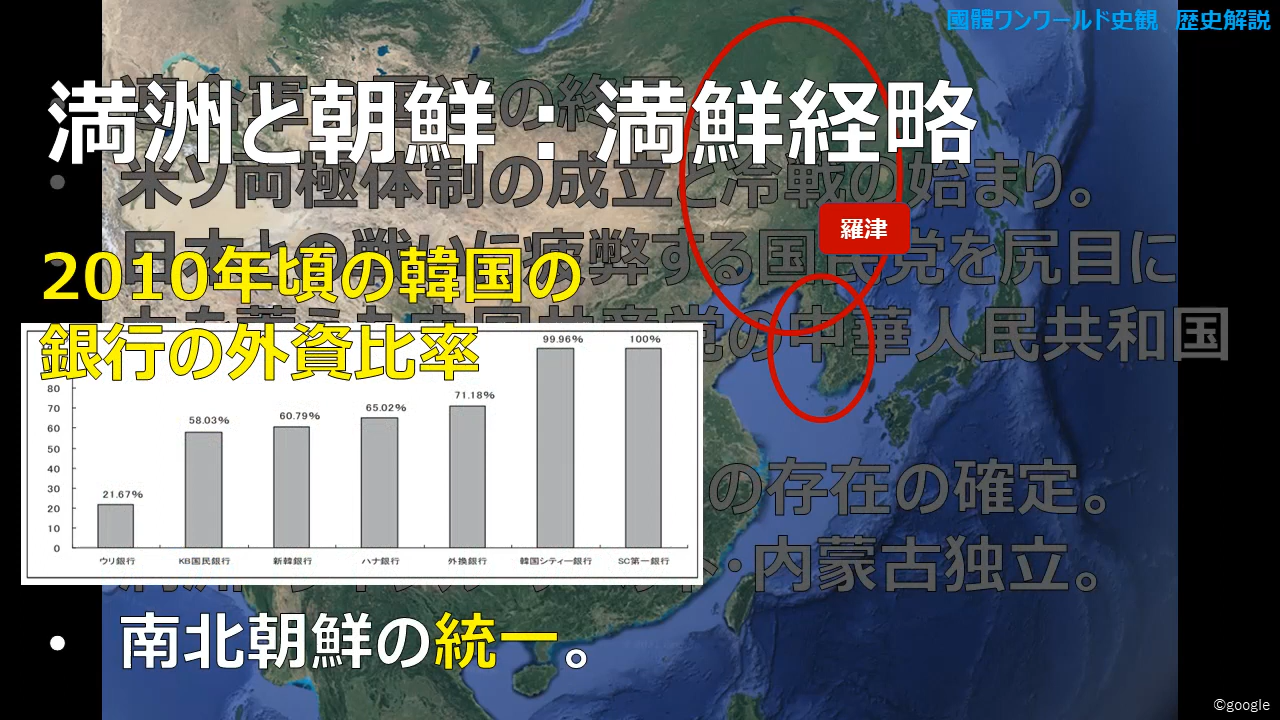 國體ワンワールド史観 歴史解説
満洲と朝鮮：満鮮経略
の終
• 米ソ両極体制の成立と冷戦の始まり。
日本との戦いに疲弊する国民党を尻目に
羅津
2010年頃の韓国の
党の中華人民共和国
銀行の外資比率
99.96% 100%
80
70
60
50
40
30
20
10
0
21.67%
58.03%
60.79%
65.02%
71.18%
ウリ銀行 KB国民銀行 新韓銀行 ハナ銀行 外換銀行 韓国シティー銀行 SC第一銀行
の存在の確定。
・内蒙古独立。
• 南北朝鮮の統一。
©google